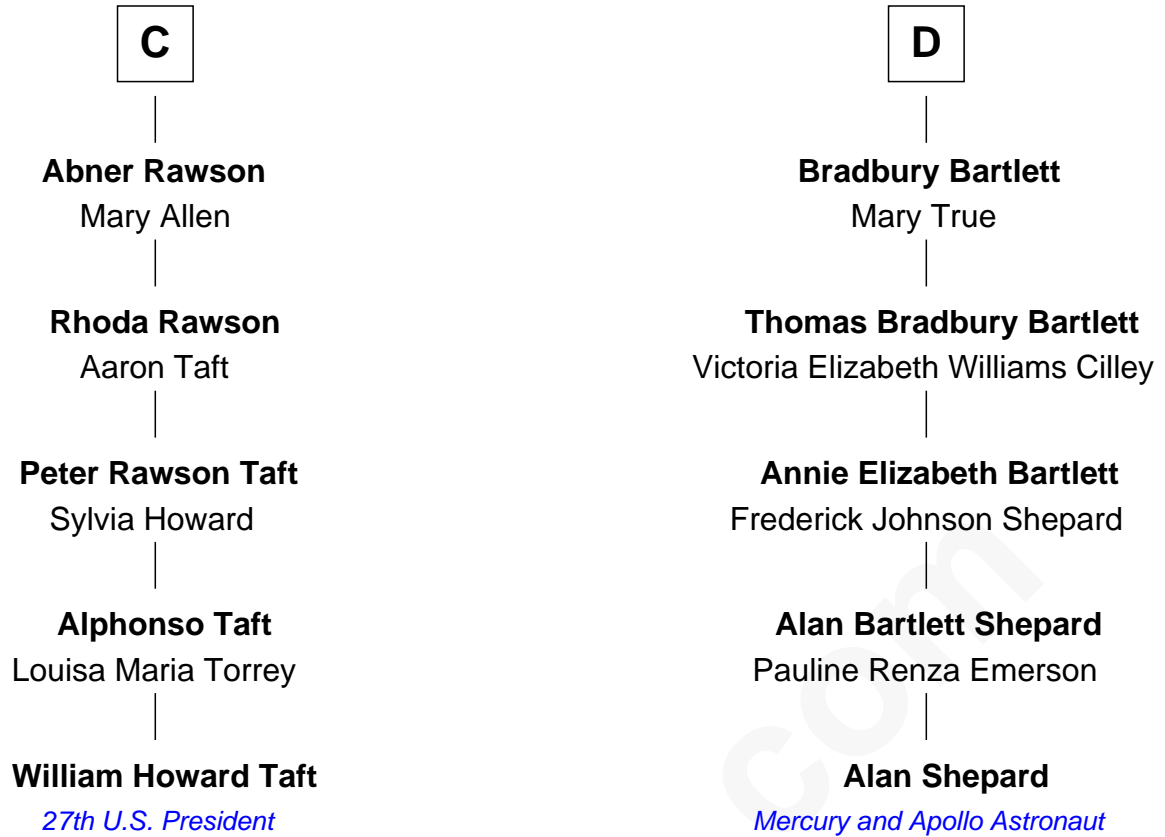 C
Abner Rawson
Mary Allen
Rhoda Rawson
Aaron Taft
Peter Rawson Taft
Sylvia Howard
Alphonso Taft
Louisa Maria Torrey
William Howard Taft
27th U.S. President
D
Bradbury Bartlett
Mary True
Thomas Bradbury Bartlett
Victoria Elizabeth Williams Cilley
Annie Elizabeth Bartlett
Frederick Johnson Shepard
Alan Bartlett Shepard
Pauline Renza Emerson
Alan Shepard
Mercury and Apollo Astronaut
com